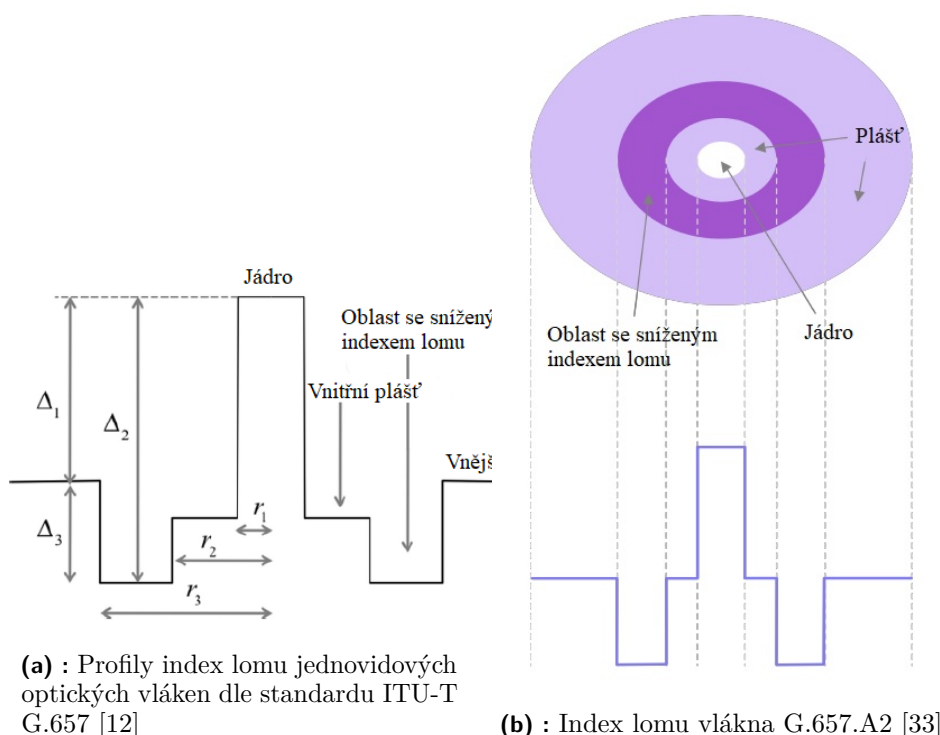 Jádro
Oblast se snížený
indexem lomu
Vnitřní plášť
Vnějš
Δ1
Δ2
Δ3
r1
r2
r3
(a) : Profily index lomu jednovidových
optických vláken dle standardu ITU-T
G.657 [12]
Plášť
Oblast se sníženým
indexem lomu
Jádro
(b) : Index lomu vlákna G.657.A2 [33]